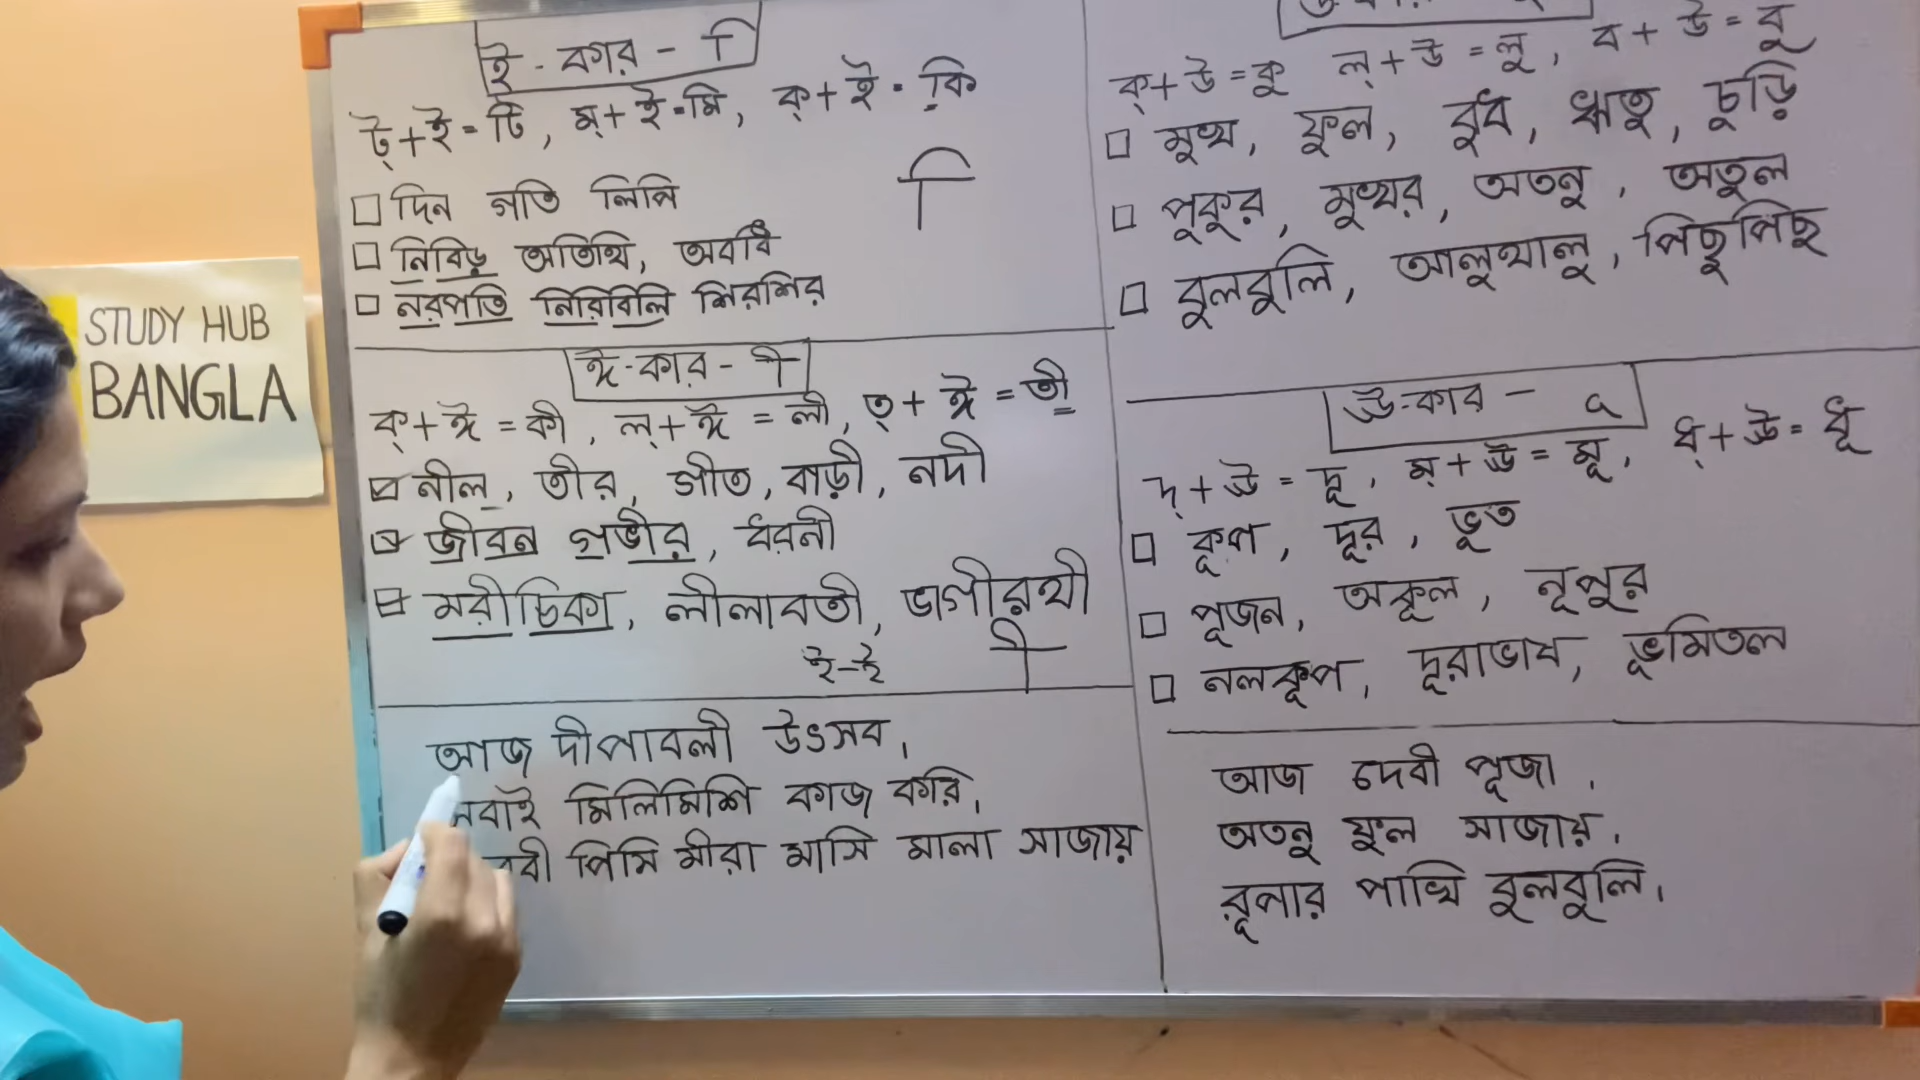 STUDY HUB
BANGLA
ই-কার - ি
ট্+ই=টি, ম্+ই=মি, ক্+ই=কি
ি
দিন গতি লিপি
নিবিড় অতিথি, অবধি
নরপতি নিরিবিলি শিরশির
ঈ-কার - ী
ক্+ঈ=কী, ল্+ঈ=লী, ত্+ঈ=তী
নীল, তীর, গীত, বাড়ী, নদী
জীবন গভীর, ধরনী
মরীচিকা, লীলাবতী, ভাগীরথী
ই-ই ী
আজ দীপাবলী উৎসব।
সবাই মিলিমিশি কাজ করি।
পিসি মীরা মাসি মালা সাজায়
ক্+উ=কু ল্+উ=লু, ব+উ=বু
মুখ, ফুল, বুধ, ঋতু, চুড়ি
পুকুর, মুখর, অতনু, অতুল
বুলবুলি, আলুথালু, পিছুপিছু
ঊ-কার - ূ
দ্+ঊ=দূ, ম্+ঊ=মূ, ধ্+ঊ=ধূ
কূপ, দূর, ভূত
পূজন, অকূল, নূপুর
নলকূপ, দূরাভাষ, ভূমিতল
আজ দেবী পূজা।
অতনু ফুল সাজায়।
রূপার পাখি বুলবুলি।